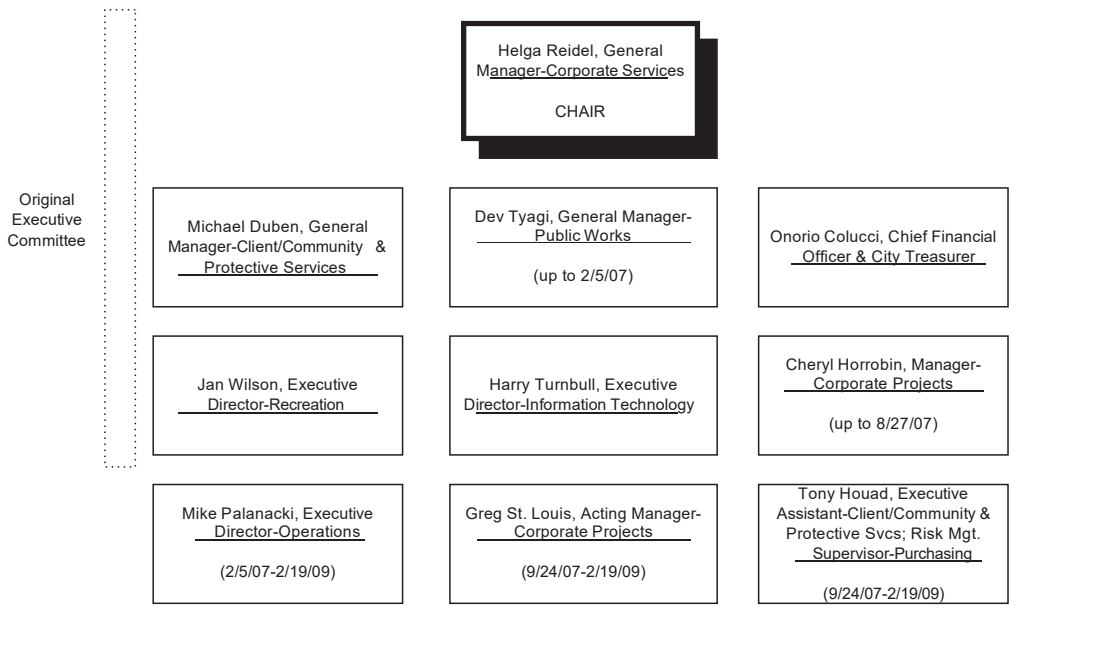 Helga Reidel, General
Manager-Corporate Services
CHAIR
Original
Executive
Committee
Michael Duben, General
Manager-Client/Community &
Protective Services
Dev Tyagi, General Manager-
Public Works
(up to 2/5/07)
Onorio Colucci, Chief Financial
Officer & City Treasurer
Jan Wilson, Executive
Director-Recreation
Harry Turnbull, Executive
Director-Information Technology
Cheryl Horrobin, Manager-
Corporate Projects
(up to 8/27/07)
Mike Palanacki, Executive
Director-Operations
(2/5/07-2/19/09)
Greg St. Louis, Acting Manager-
Corporate Projects
(9/24/07-2/19/09)
Tony Houad, Executive
Assistant-Client/Community &
Protective Svcs; Risk Mgt.
Supervisor-Purchasing
(9/24/07-2/19/09)